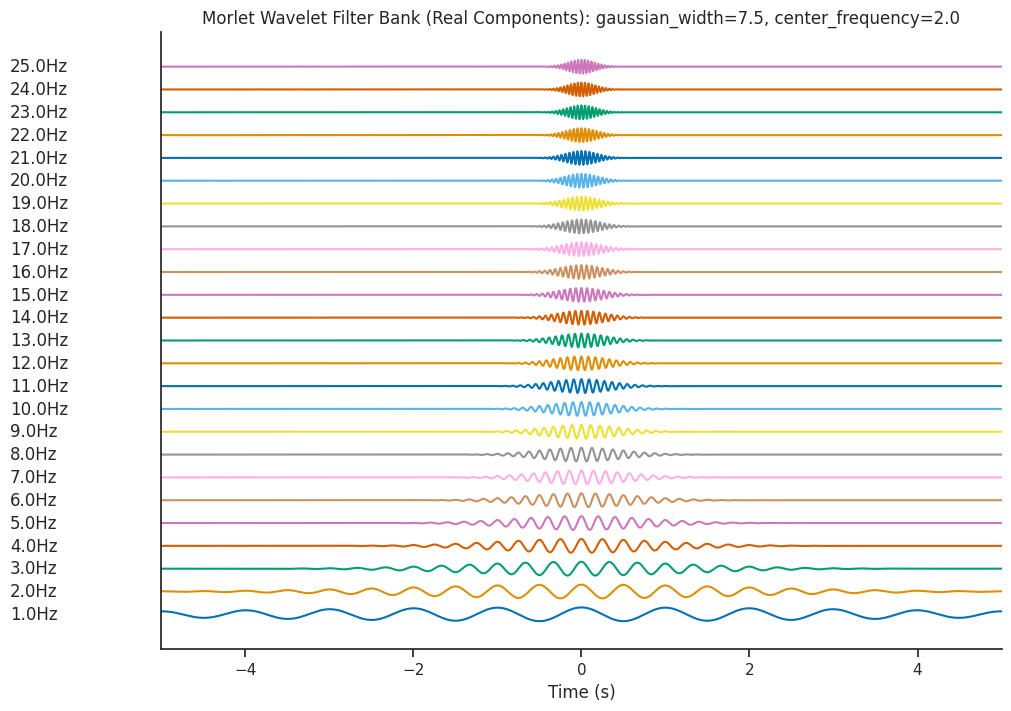 Morlet Wavelet Filter Bank (Real Components): gaussian_width=7.5, center_frequency=2.0
25.0Hz
24.0Hz
23.0Hz
22.0Hz
21.0Hz
20.0Hz
19.0Hz
18.0Hz
17.0Hz
16.0Hz
15.0Hz
14.0Hz
13.0Hz
12.0Hz
11.0Hz
10.0Hz
9.0Hz
8.0Hz
7.0Hz
6.0Hz
5.0Hz
4.0Hz
3.0Hz
2.0Hz
1.0Hz
−4 −2 0 2 4
Time (s)